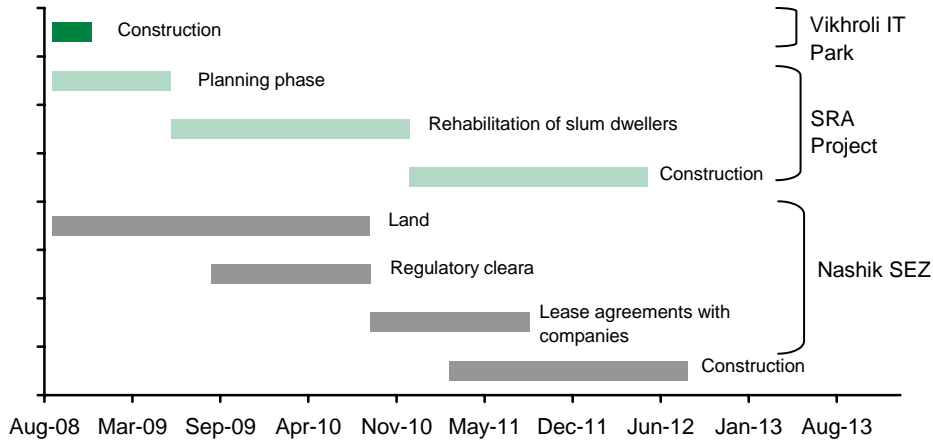 Construction
Vikhroli IT
Park
Planning phase
Rehabilitation of slum dwellers
SRA
Project
Construction
Land
Regulatory cleara
Nashik SEZ
Lease agreements with
companies
Construction
Aug-08 Mar-09 Sep-09 Apr-10 Nov-10 May-11 Dec-11 Jun-12 Jan-13 Aug-13